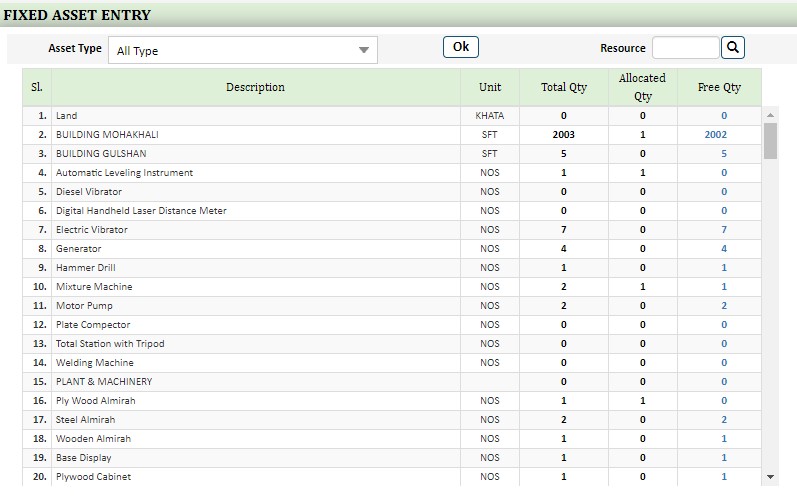 FIXED ASSET ENTRY
Asset Type All Type Ok Resource
Sl. Description Unit Total Qty Allocated Qty Free Qty
1. Land KHATA 0 0 0
2. BUILDING MOHAKHALI SFT 2003 1 2002
3. BUILDING GULSHAN SFT 5 0 5
4. Automatic Leveling Instrument NOS 1 1 0
5. Diesel Vibrator NOS 0 0 0
6. Digital Handheld Laser Distance Meter NOS 0 0 0
7. Electric Vibrator NOS 7 0 7
8. Generator NOS 4 0 4
9. Hammer Drill NOS 1 0 1
10. Mixture Machine NOS 2 1 1
11. Motor Pump NOS 2 0 2
12. Plate Compector NOS 0 0 0
13. Total Station with Tripod NOS 0 0 0
14. Welding Machine NOS 0 0 0
15. PLANT & MACHINERY 0 0 0
16. Ply Wood Almirah NOS 1 1 0
17. Steel Almirah NOS 2 0 2
18. Wooden Almirah NOS 1 0 1
19. Base Display NOS 1 0 1
20. Plywood Cabinet NOS 1 0 1